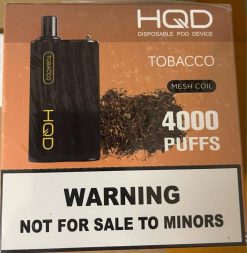 HQD
DISPOSABLE POD DEVICE
TOBACCO
MESH COIL
4000
PUFFS
TOBACCO
HQD
WARNING
NOT FOR SALE TO MINORS